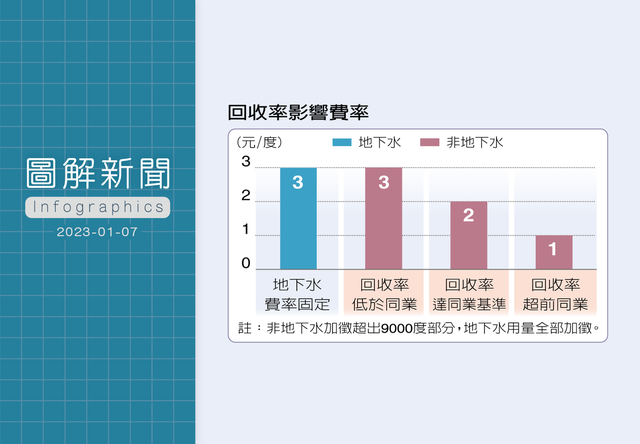 圖解新聞
Infographics
2023-01-07
回收率影響費率
(元/度)
地下水
非地下水
3
2
1
0
3
3
2
1
地下水
費率固定
回收率
低於同業
回收率
達同業基準
回收率
超前同業
註：非地下水加徵超出9000度部分，地下水用量全部加徵。